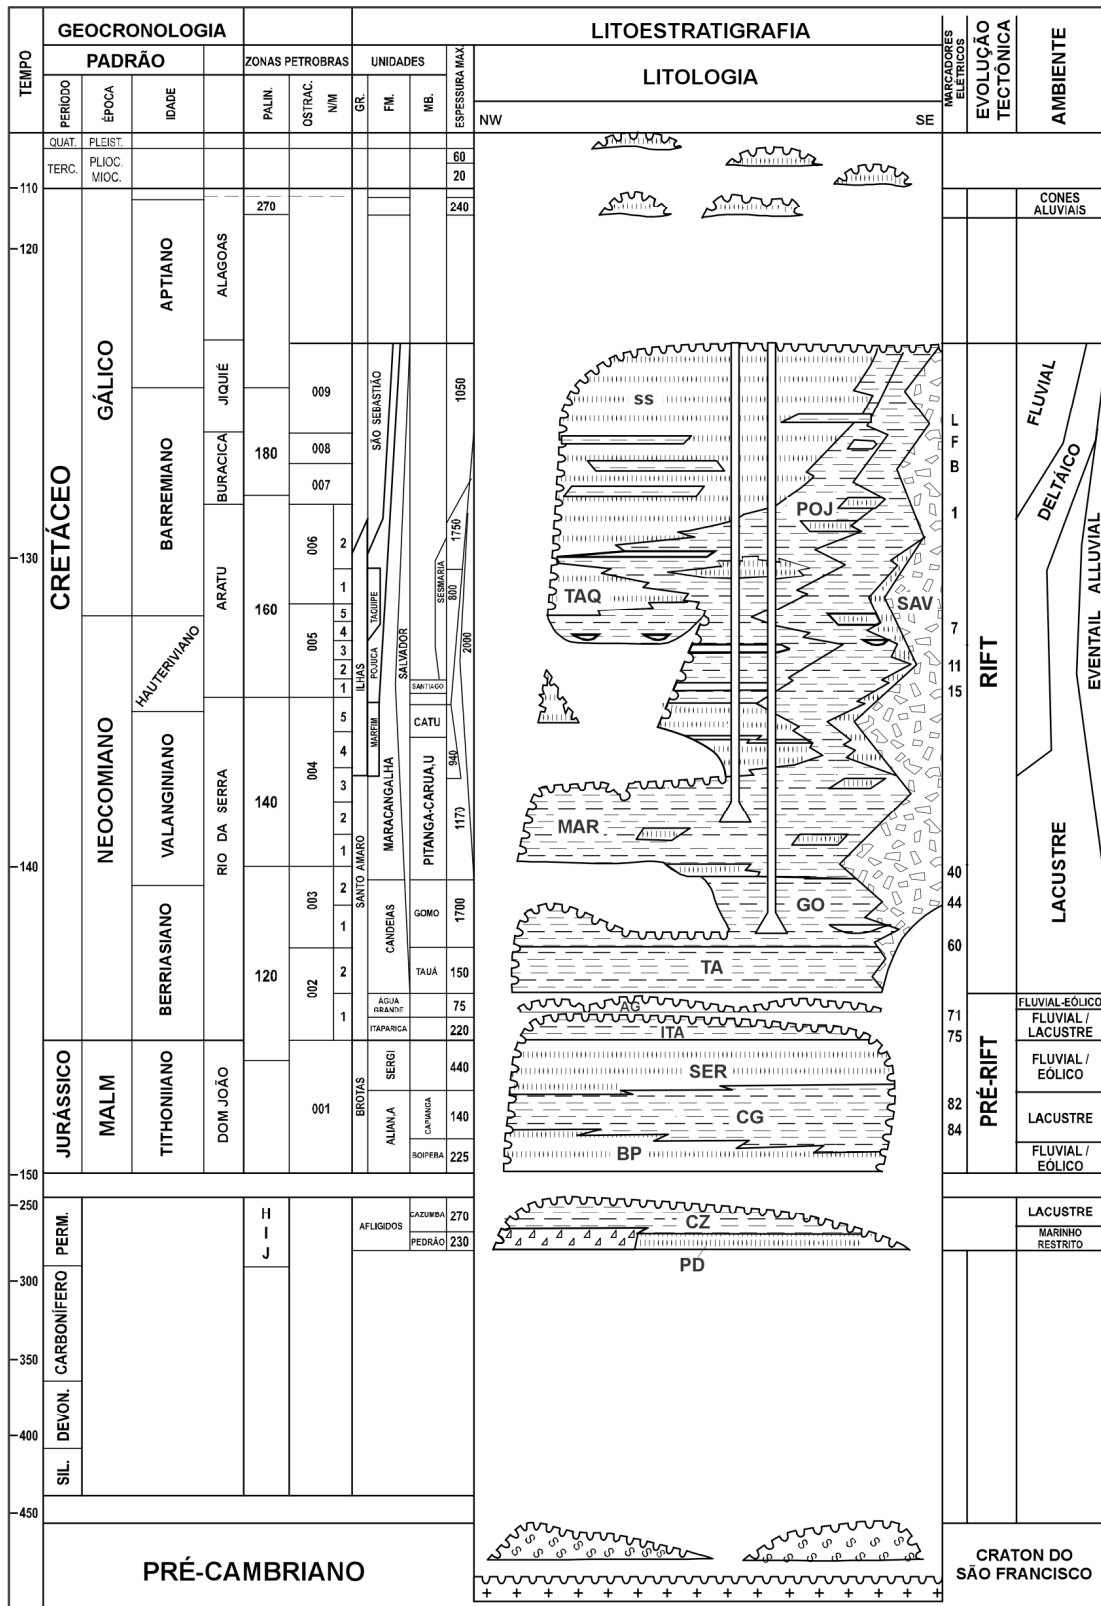 GEOCRONOLOGIA
LITOESTRATIGRAFIA
TEMPO
PADRÃO
ZONAS PETROBRAS
UNIDADES
ESPESSURA MAX.
LITOLOGIA
MARCADORES ELÉTRICOS
EVOLUÇÃO TECTÔNICA
AMBIENTE
PERÍODO
ÉPOCA
IDADE
PALIN.
OSTRAC. N/M
GR.
FM.
MB.
NW
SE
QUAT.
PLEIST.
TERC.
PLIOC.
MIOC.
60
20
110
270
240
CONES
ALUVIAIS
120
CRETÁCEO
GÁLICO
APTIANO
ALAGOAS
JIQUIÉ
009
SÃO SEBASTIÃO
1050
ss
L
FLUVIAL
BURACICA
180
008
F
007
B
DELTÁICO
BARREMIANO
POJ
1
130
ARATU
006
2
1750
1
SESMARIA
800
TAQ
SAV
TAQUIPE
160
005
5
4
3
2
1
7
11
15
RIFT
EVENTAIL ALLUVIAL
HAUTERIVIANO
ILHAS
POJUCA
SALVADOR
2000
SANTIAGO
NEOCOMIANO
VALANGINIANO
RIO DA SERRA
140
004
5
4
3
2
1
MARFIM
CATU
940
MARACANGALHA
PITANGA-CARUA,U
1170
MAR
LACUSTRE
140
SANTO AMARO
40
003
2
1
CANDEIAS
GOMO
1700
GO
44
BERRIASIANO
60
120
002
2
1
TAUÁ
150
TA
ÁGUA
GRANDE
75
AG
FLUVIAL-EÓLICO
71
ITAPARICA
220
ITA
75
FLUVIAL /
LACUSTRE
JURÁSSICO
MALM
TITHONIANO
DOM JOÃO
001
BROTAS
SERGI
440
SER
PRÉ-RIFT
FLUVIAL /
EÓLICO
ALIAN,A
CAPIANGA
140
CG
82
84
LACUSTRE
BOIPEBA
225
BP
FLUVIAL /
EÓLICO
150
250
PERM.
H
I
J
AFLIGIDOS
CAZUMBA
270
CZ
LACUSTRE
PEDRÃO
230
PD
MARINHO
RESTRITO
300
CARBONÍFERO
350
DEVON.
400
SIL.
450
S S S S S S S S S S S
S S S S S S S S S S
PRÉ-CAMBRIANO
CRATON DO
SÃO FRANCISCO